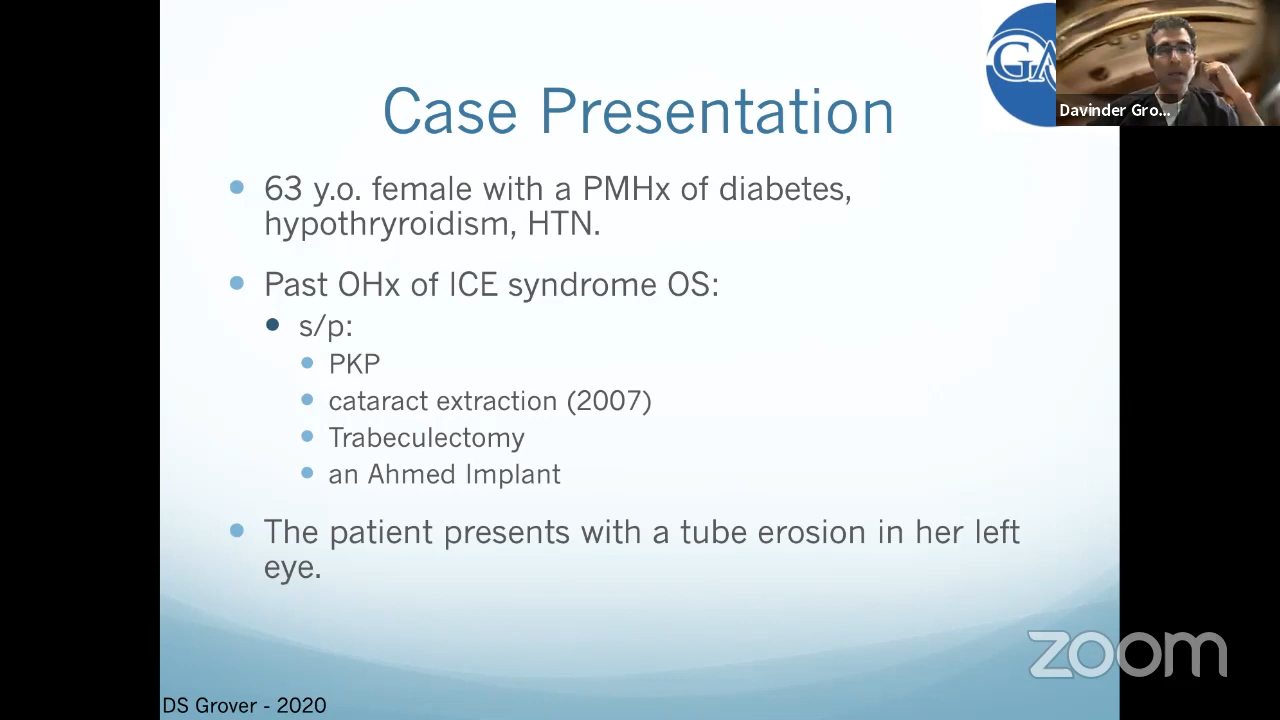 GA
Davinder Gro...
Case Presentation
63 y.o. female with a PMHx of diabetes,
hypothryroidism, HTN.
Past OHx of ICE syndrome OS:
s/p:
PKP
cataract extraction (2007)
Trabeculectomy
an Ahmed Implant
The patient presents with a tube erosion in her left
eye.
zoom
DS Grover - 2020